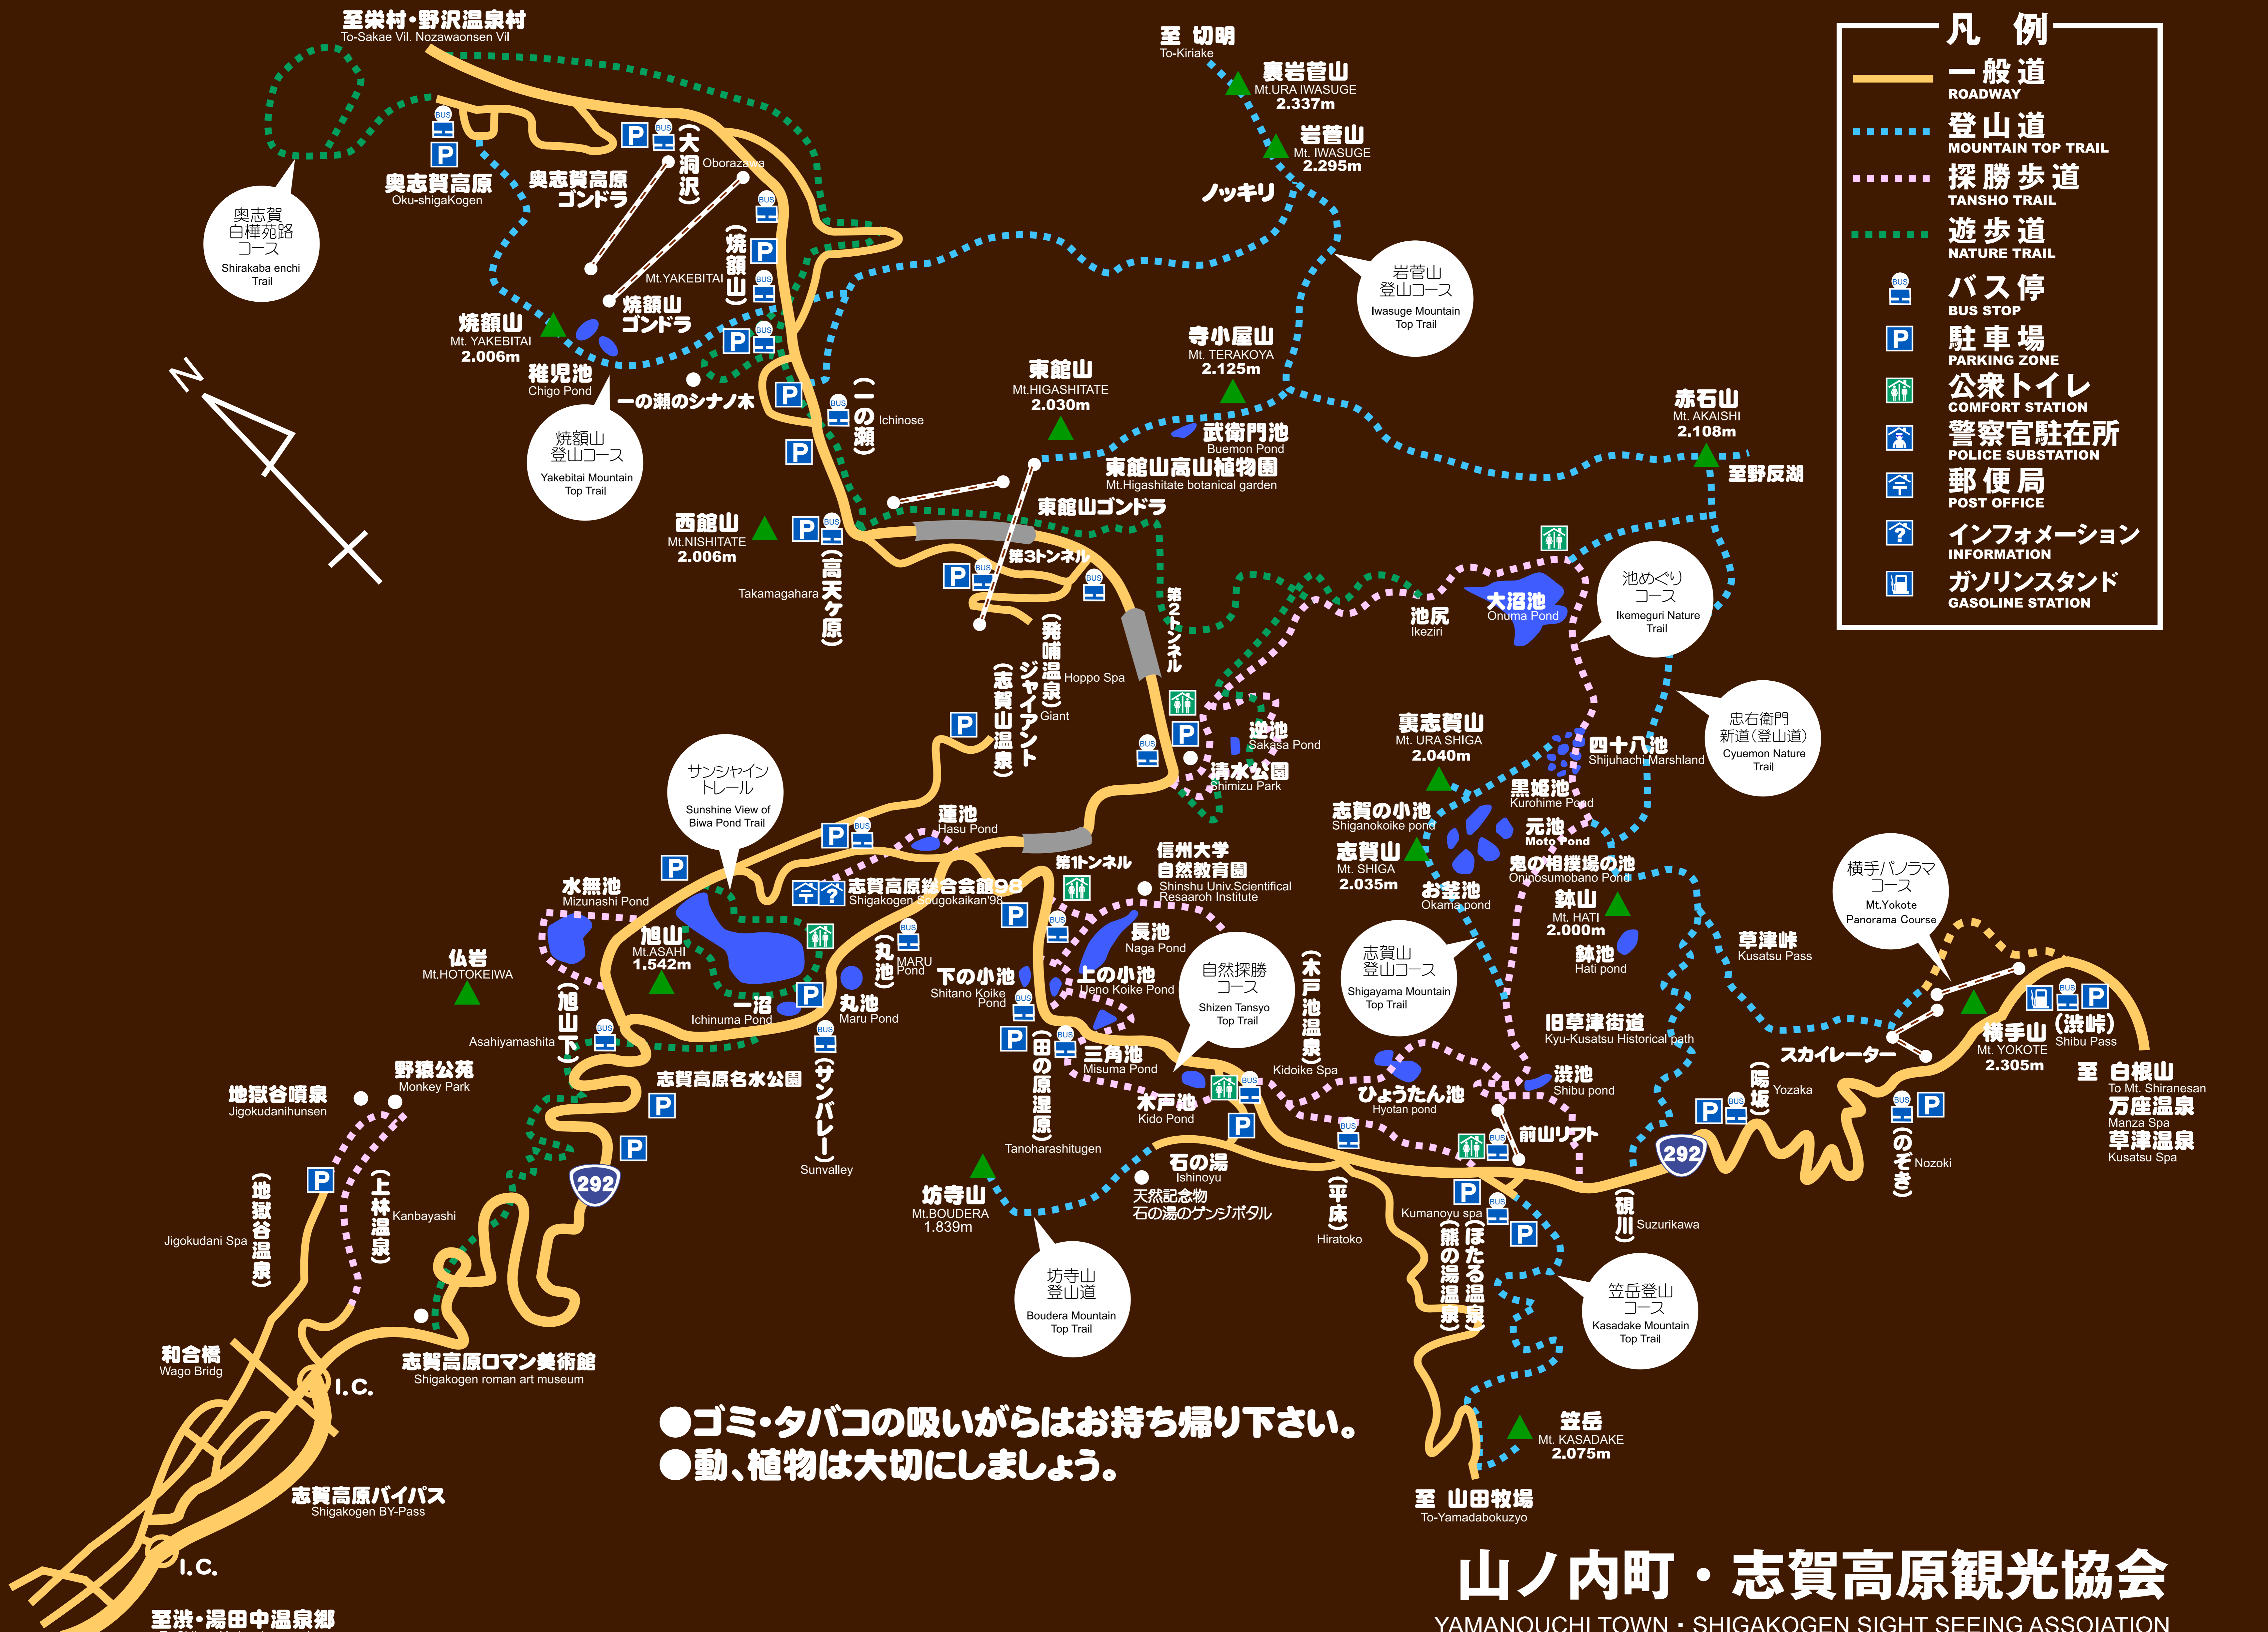 至栄村・野沢温泉村
To-Sakae Vil. Nozawaonsen Vil
至 切明
To-Kiriake
裏岩菅山
Mt.URA IWASUGE
2.337m
岩菅山
Mt. IWASUGE
2.295m
ノッキリ
凡 例
一般道
ROADWAY
登山道
MOUNTAIN TOP TRAIL
探勝歩道
TANSHO TRAIL
遊歩道
NATURE TRAIL
BUS
バス停
BUS STOP
P
駐車場
PARKING ZONE
公衆トイレ
COMFORT STATION
警察官駐在所
POLICE SUBSTATION
郵便局
POST OFFICE
?
インフォメーション
INFORMATION
ガソリンスタンド
GASOLINE STATION
奥志賀高原
Oku-shigaKogen
奥志賀高原
ゴンドラ
(大洞沢)
Oborazawa
奥志賀
白樺苑路
コース
Shirakaba enchi
Trail
(焼額山)
Mt.YAKEBITAI
焼額山
ゴンドラ
焼額山
Mt. YAKEBITAI
2.006m
稚児池
Chigo Pond
一の瀬のシナノ木
焼額山
登山コース
Yakebitai Mountain
Top Trail
N
(一の瀬)
Ichinose
岩菅山
登山コース
Iwasuge Mountain
Top Trail
寺小屋山
Mt. TERAKOYA
2.125m
東館山
Mt.HIGASHITATE
2.030m
武衛門池
Buemon Pond
東館山高山植物園
Mt.Higashitate botanical garden
東館山ゴンドラ
赤石山
Mt. AKAISHI
2.108m
至野反湖
西館山
Mt.NISHITATE
2.006m
(高天ケ原)
Takamagahara
第3トンネル
第2トンネル
(発哺温泉)
Hoppo Spa
ジャイアント
Giant
(志賀山温泉)
池尻
Ikeziri
大沼池
Onuma Pond
池めぐり
コース
Ikemeguri Nature
Trail
忠右衛門
新道(登山道)
Cyuemon Nature
Trail
逆池
Sakasa Pond
清水公園
Shimizu Park
裏志賀山
Mt. URA SHIGA
2.040m
四十八池
Shijuhachi Marshland
黒姫池
Kurohime Pond
志賀の小池
Shiganokoike pond
元池
Moto Pond
志賀山
Mt. SHIGA
2.035m
鬼の相撲場の池
Oninosumobano Pond
お釜池
Okama pond
鉢山
Mt. HATI
2.000m
鉢池
Hati pond
サンシャイン
トレール
Sunshine View of
Biwa Pond Trail
蓮池
Hasu Pond
第1トンネル
信州大学
自然教育園
Shinshu Univ.Scientifical
Resaaroh Institute
志賀高原総合会館98
Shigakogen Sougokaikan'98
水無池
Mizunashi Pond
旭山
Mt.ASAHI
1.542m
仏岩
Mt.HOTOKEIWA
(旭山下)
Asahiyamashita
一沼
Ichinuma Pond
丸池
Maru Pond
(丸池)
MARU
Pond
長池
Naga Pond
下の小池
Shitano Koike
Pond
上の小池
Ueno Koike Pond
自然探勝
コース
Shizen Tansyo
Top Trail
(木戸池温泉)
Kidoike Spa
志賀山
登山コース
Shigayama Mountain
Top Trail
横手パノラマ
コース
Mt.Yokote
Panorama Course
草津峠
Kusatsu Pass
旧草津街道
Kyu-Kusatsu Historical path
スカイレーター
横手山
Mt. YOKOTE
2.305m
(渋峠)
Shibu Pass
至 白根山
To Mt. Shiranesan
万座温泉
Manza Spa
草津温泉
Kusatsu Spa
地獄谷噴泉
Jigokudanihunsen
野猿公苑
Monkey Park
志賀高原名水公園
(サンバレー)
Sunvalley
(田の原湿原)
Tanoharashitugen
三角池
Misuma Pond
木戸池
Kido Pond
ひょうたん池
Hyotan pond
渋池
Shibu pond
前山リフト
(陽坂)
Yozaka
(のぞき)
Nozoki
292
292
石の湯
Ishinoyu
天然記念物
石の湯のゲンジボタル
坊寺山
Mt.BOUDERA
1.839m
坊寺山
登山道
Boudera Mountain
Top Trail
(平床)
Hiratoko
Kumanoyu spa
(熊の湯温泉)
(ほたる温泉)
(硯川)
Suzurikawa
笠岳登山
コース
Kasadake Mountain
Top Trail
笠岳
Mt. KASADAKE
2.075m
至 山田牧場
To-Yamadabokuzyo
(地獄谷温泉)
Jigokudani Spa
(上林温泉)
Kanbayashi
和合橋
Wago Bridg
I.C.
志賀高原ロマン美術館
Shigakogen roman art museum
志賀高原バイパス
Shigakogen BY-Pass
I.C.
至渋・湯田中温泉郷
●ゴミ・タバコの吸いがらはお持ち帰り下さい。
●動、植物は大切にしましょう。
山ノ内町・志賀高原観光協会
YAMANOUCHI TOWN・SHIGAKOGEN SIGHT SEEING ASSOIATION